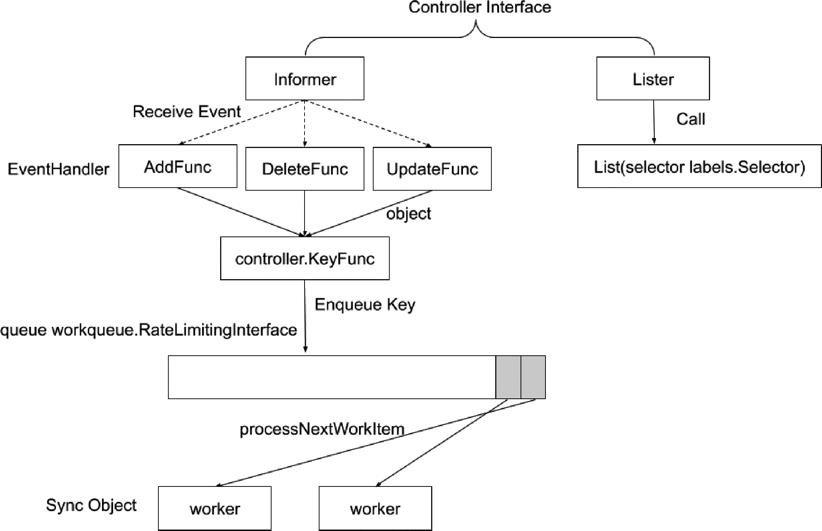 Controller Interface
Informer
Lister
Receive Event
Call
EventHandler
AddFunc
DeleteFunc
UpdateFunc
List(selector labels.Selector)
object
controller.KeyFunc
Enqueue Key
queue workqueue.RateLimitingInterface
processNextWorkItem
Sync Object
worker
worker